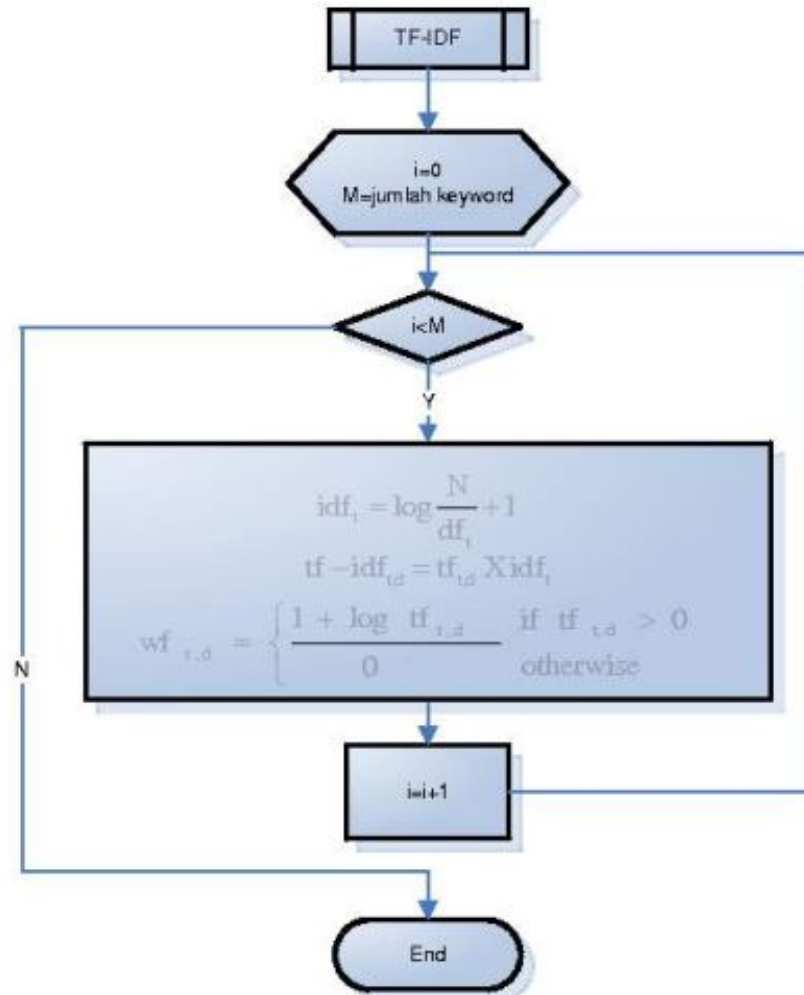 TF-IDF
i=0
M=jumlah keyword
i<M
Y
idf_t = log N/df_t + 1
tf - idf_t,d = tf_t,d X idf_t
wf_t,d = { 1 + log tf_t,d if tf_t,d > 0
0 otherwise
N
i=i+1
End